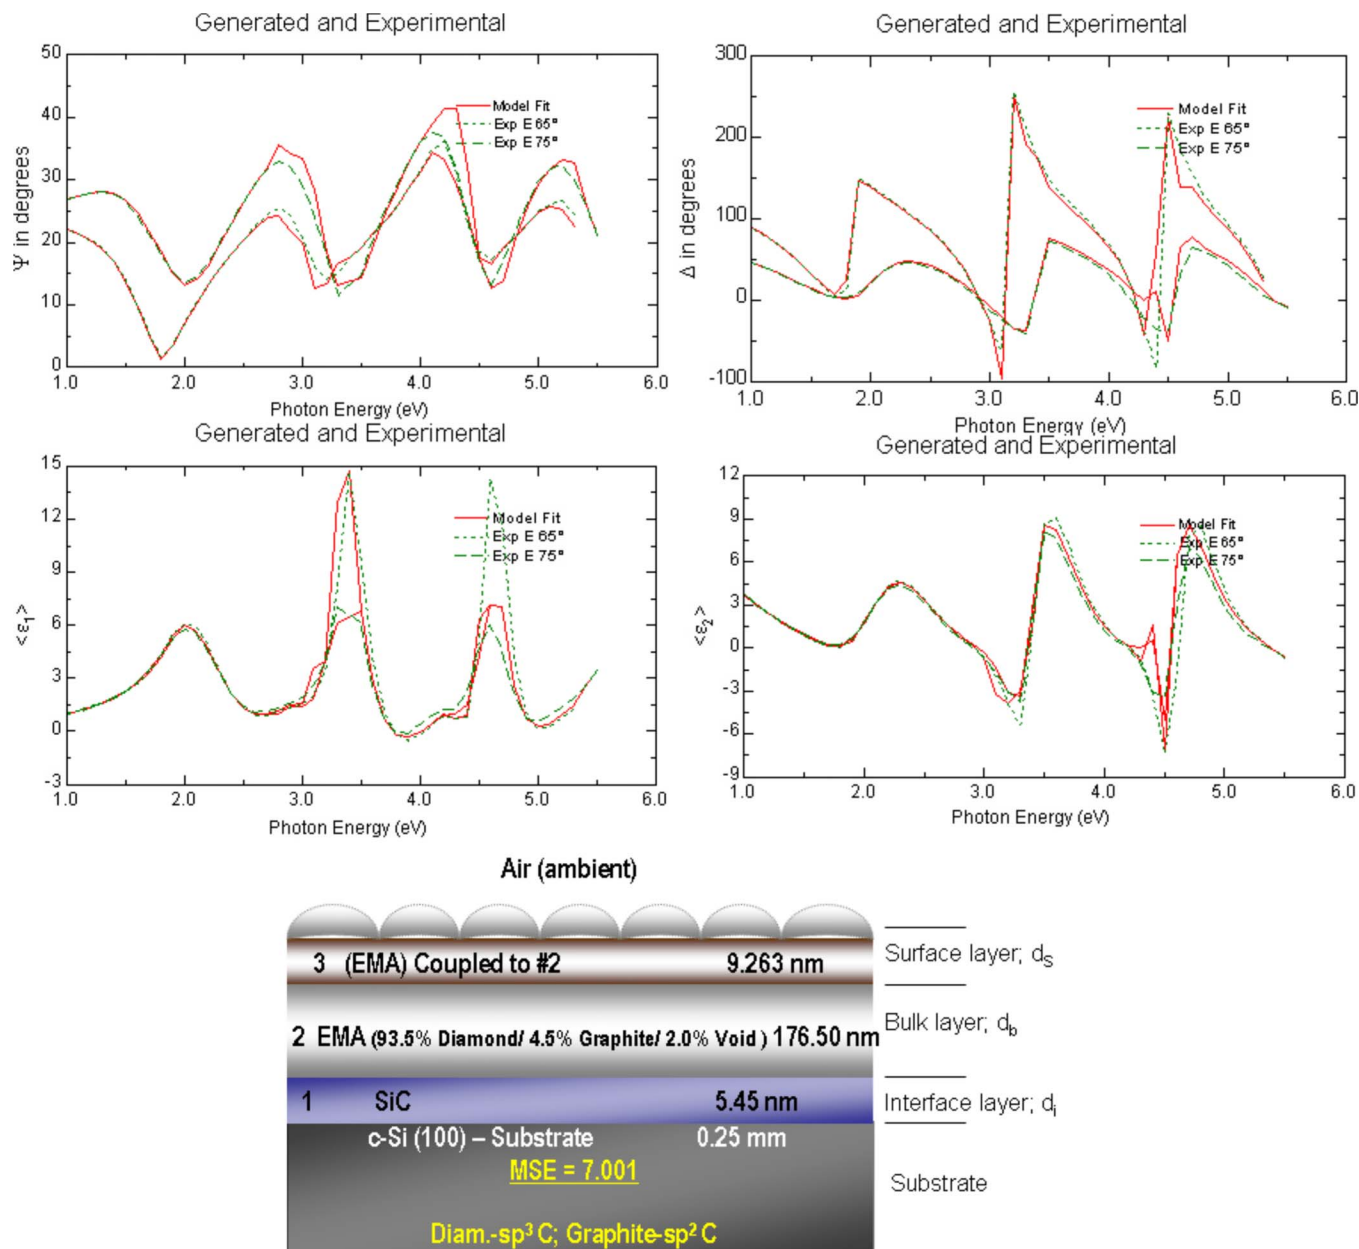 Generated and Experimental
50
40
30
20
10
0
Ψ in degrees
Model Fit
Exp E 65°
Exp E 75°
1.0 2.0 3.0 4.0 5.0 6.0
Photon Energy (eV)
Generated and Experimental
300
200
100
0
-100
Δ in degrees
Model Fit
Exp E 65°
Exp E 75°
1.0 2.0 3.0 4.0 5.0 6.0
Photon Energy (eV)
Generated and Experimental
15
12
9
6
3
0
-3
<ε₁>
Model Fit
Exp E 65°
Exp E 75°
1.0 2.0 3.0 4.0 5.0 6.0
Photon Energy (eV)
Generated and Experimental
12
9
6
3
0
-3
-6
-9
<ε₂>
Model Fit
Exp E 65°
Exp E 75°
1.0 2.0 3.0 4.0 5.0 6.0
Photon Energy (eV)
Air (ambient)
3 (EMA) Coupled to #2 9.263 nm
Surface layer; dₛ
2 EMA (93.5% Diamond/ 4.5% Graphite/ 2.0% Void ) 176.50 nm
Bulk layer; d_b
1 SiC 5.45 nm
Interface layer; dᵢ
c-Si (100) – Substrate 0.25 mm
MSE = 7.001
Substrate
Diam.-sp³ C; Graphite-sp² C